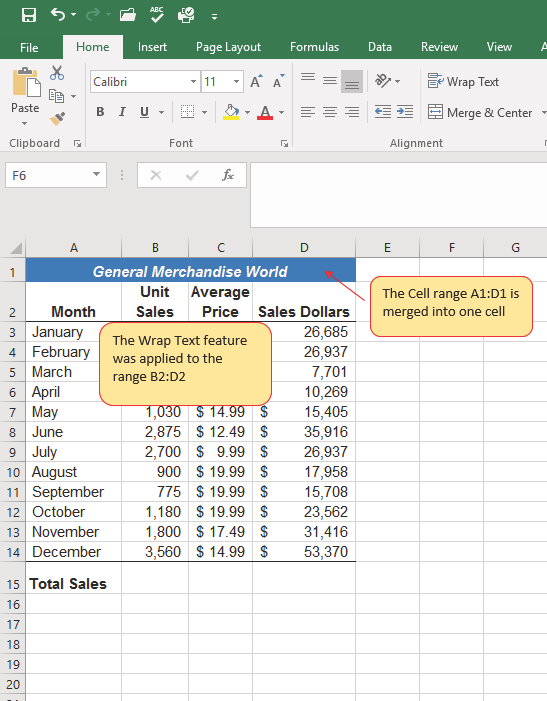 ABC
File Home Insert Page Layout Formulas Data Review View A
Calibri 11 A A Wrap Text
Paste B I U A Merge & Center
Clipboard Font Alignment
F6 fx
A B C D E F G
1 General Merchandise World
The Cell range A1:D1 is
merged into one cell
Unit Average
2 Month Sales Price Sales Dollars
3 January 26,685
4 February 26,937
5 March 7,701
6 April 10,269
The Wrap Text feature
was applied to the
range B2:D2
7 May 1,030 $ 14.99 $ 15,405
8 June 2,875 $ 12.49 $ 35,916
9 July 2,700 $ 9.99 $ 26,937
10 August 900 $ 19.99 $ 17,958
11 September 775 $ 19.99 $ 15,708
12 October 1,180 $ 19.99 $ 23,562
13 November 1,800 $ 17.49 $ 31,416
14 December 3,560 $ 14.99 $ 53,370
15 Total Sales
16
17
18
19
20